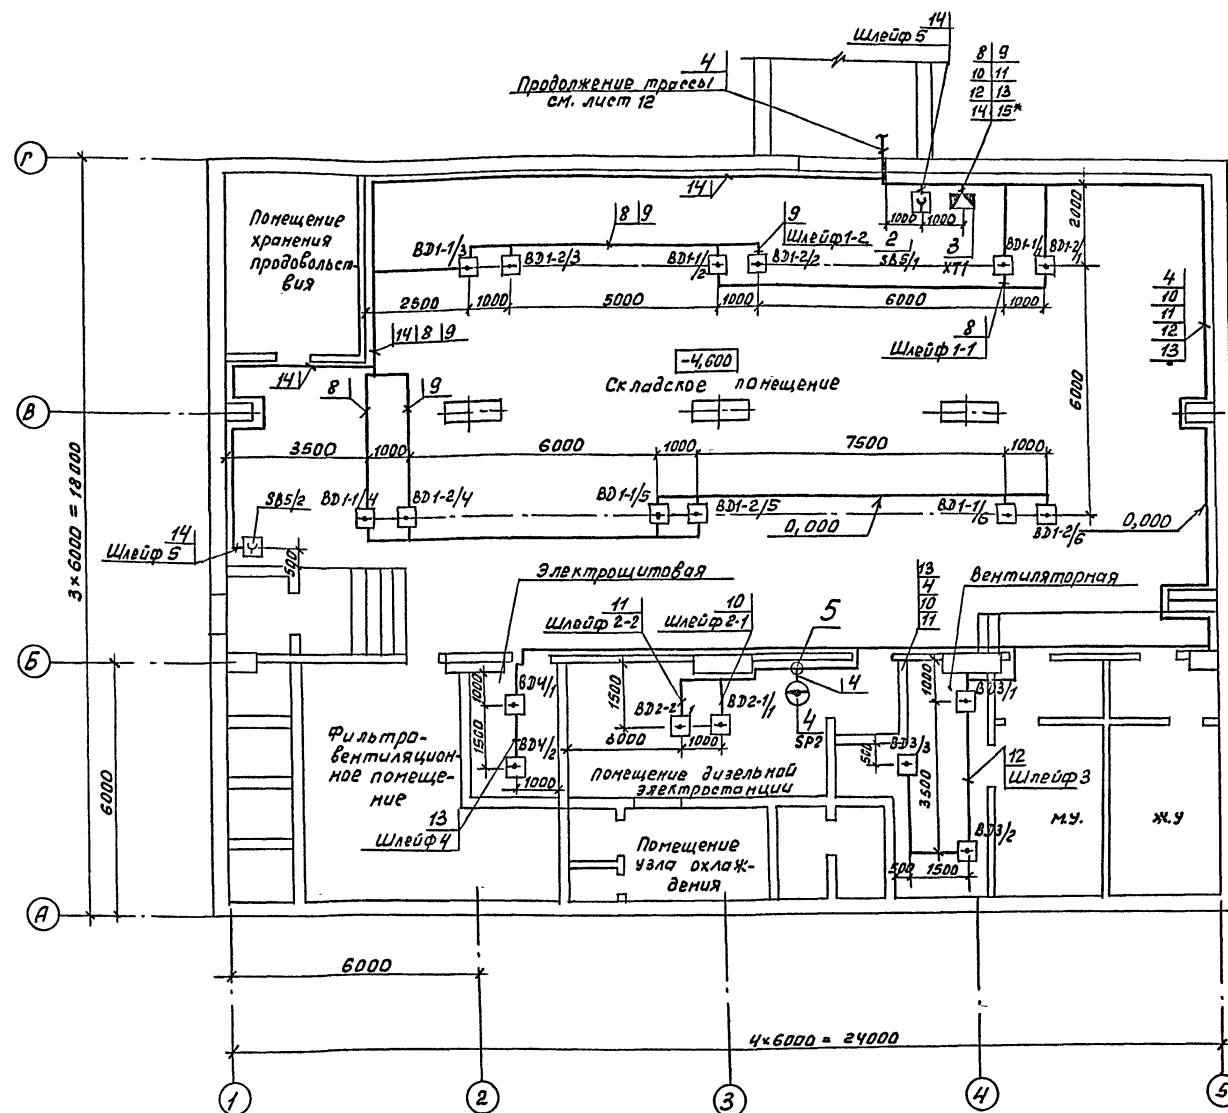 14
Шлейф 5
4
Продолжение трассы
см. лист 12
8 | 9
10 | 11
12 | 13
14 | 15*
Г
14
Помещение
хранения
продовольст-
вия
8 | 9
9
Шлейф 1-2
1000 1000
2
SB5/1
3
ХТ1
2000
BD1-1/3
BD1-2/3
BD1-1/2
BD1-2/2
BD1-1/1
BD1-2/1
2500 1000 5000 1000 6000 1000
4
10
11
12
13
14 | 8 | 9
8
Шлейф 1-1
-4,600
Складское помещение
14
8
9
6000
В
3500 1000 6000 1000 7500 1000
3×6000 = 18000
SB5/2
BD1-1/4
BD1-2/4
BD1-1/5
BD1-2/5
BD1-1/6
BD1-2/6
0,000
0,000
14
Шлейф 5
500
Электрощитовая
13
4
10
11
Вентиляторная
11
Шлейф 2-2
10
Шлейф 2-1
5
Б
1000
BD4/1
1500
4
1000
BD3/1
BD2-2/1
BD2-1/1
4
SP2
Фильтро-
вентиляцион-
ное помеще-
ние
1500
BD4/2
3000 1000
500
BD3/3
3500
12
Шлейф 3
1000
Помещение дизельной
электростанции
6000
13
Шлейф 4
Помещение
узла охлаж-
дения
BD3/2
М.У.
Ж.У
500 1500
А
6000
4×6000 = 24000
1
2
3
4
5